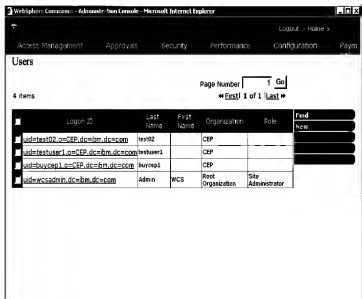 WebSphere Commerce - Administration Console - Microsoft Internet Explorer
Logout > Home >
Access Management Approvals Security Performance Configuration Paym
Users
Page Number 1 Go
4 items
First 1 of 1 Last
Logon ID Last Name First Name Organization Role
Find
New
uid=test02,o=CEP,dc=ibm,dc=com test02 CEP
uid=testuser1,o=CEP,dc=ibm,dc=com testuser1 CEP
uid=buycep1,o=CEP,dc=ibm,dc=com buycep1 CEP
uid=wcsadmin,dc=ibm,dc=com Admin WCS Root Organization Site Administrator